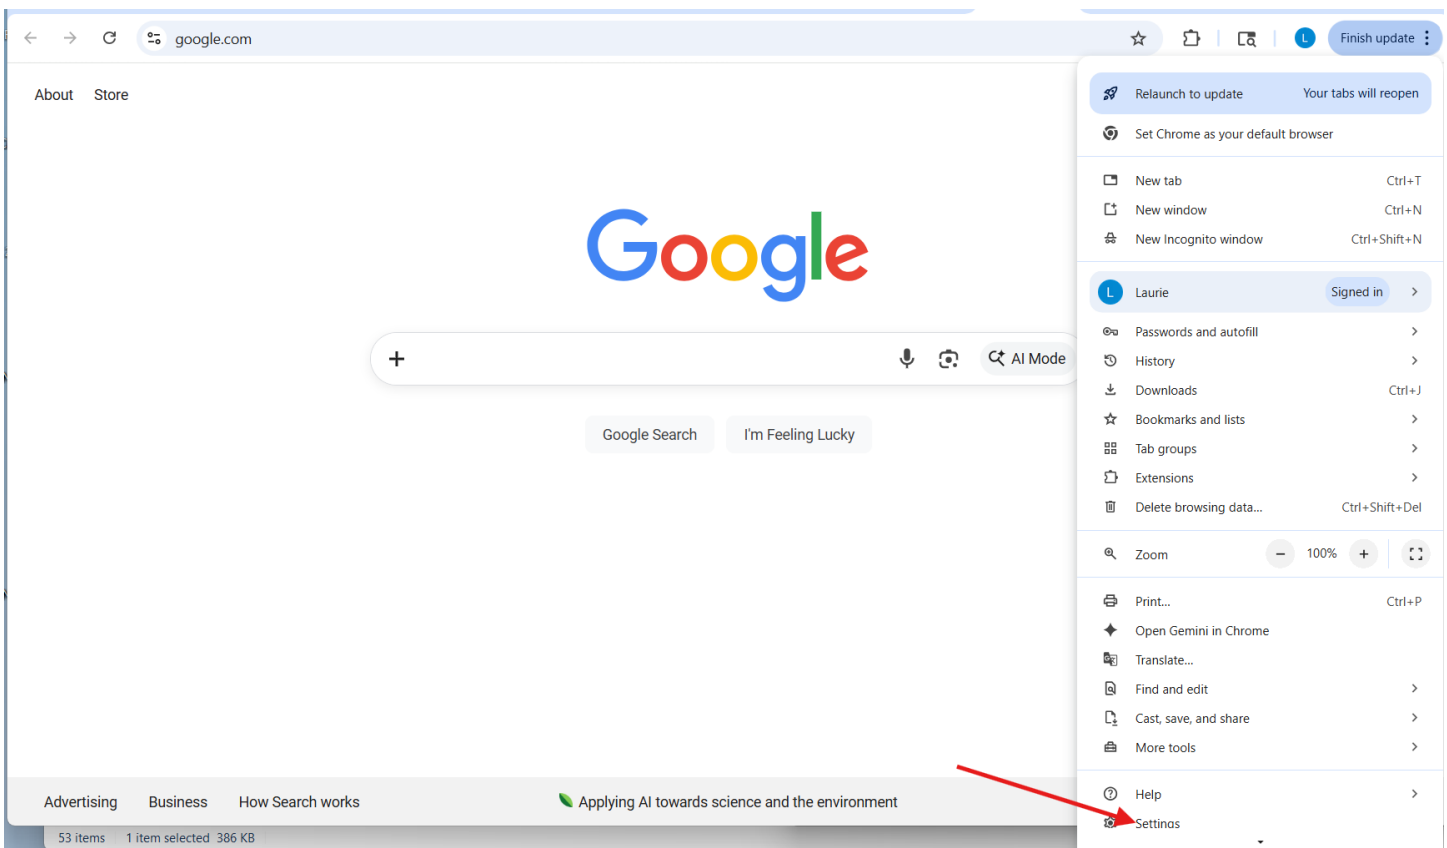 google.com
L
Finish update
About Store
Relaunch to update Your tabs will reopen
Set Chrome as your default browser
New tab Ctrl+T
New window Ctrl+N
New Incognito window Ctrl+Shift+N
Google
L Laurie Signed in
Passwords and autofill
History
AI Mode
Downloads Ctrl+J
Bookmarks and lists
Google Search I'm Feeling Lucky
Tab groups
Extensions
Delete browsing data... Ctrl+Shift+Del
Zoom − 100% +
Print... Ctrl+P
Open Gemini in Chrome
Translate...
Find and edit
Cast, save, and share
More tools
Help
Settings
Advertising Business How Search works Applying AI towards science and the environment
53 items 1 item selected 386 KB